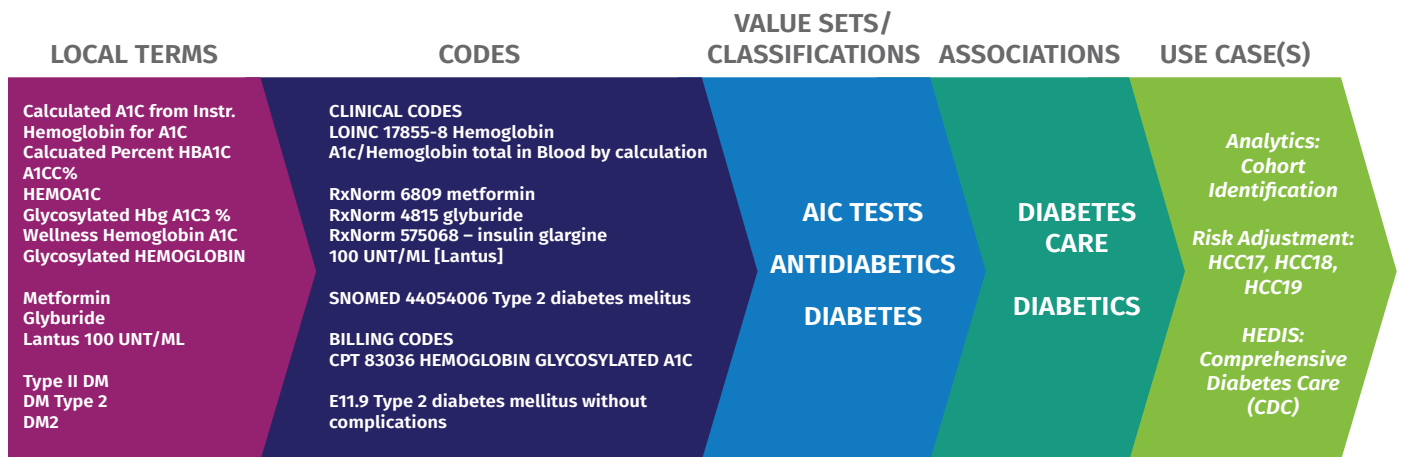 LOCAL TERMS
CODES
VALUE SETS/
CLASSIFICATIONS
ASSOCIATIONS
USE CASE(S)
Calculated A1C from Instr.
Hemoglobin for A1C
Calcuated Percent HBA1C
A1CC%
HEMOA1C
Glycosylated Hbg A1C3 %
Wellness Hemoglobin A1C
Glycosylated HEMOGLOBIN
Metformin
Glyburide
Lantus 100 UNT/ML
Type II DM
DM Type 2
DM2
CLINICAL CODES
LOINC 17855-8 Hemoglobin
A1c/Hemoglobin total in Blood by calculation
RxNorm 6809 metformin
RxNorm 4815 glyburide
RxNorm 575068 – insulin glargine
100 UNT/ML [Lantus]
SNOMED 44054006 Type 2 diabetes melitus
BILLING CODES
CPT 83036 HEMOGLOBIN GLYCOSYLATED A1C
E11.9 Type 2 diabetes mellitus without
complications
AIC TESTS
ANTIDIABETICS
DIABETES
DIABETES
CARE
DIABETICS
Analytics:
Cohort
Identification
Risk Adjustment:
HCC17, HCC18,
HCC19
HEDIS:
Comprehensive
Diabetes Care
(CDC)